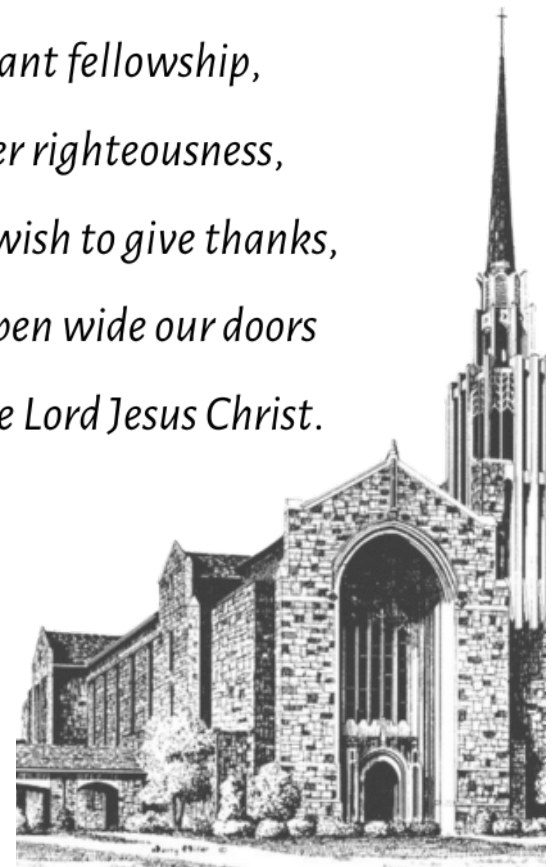 ant fellowship,
er righteousness,
wish to give thanks,
pen wide our doors
e Lord Jesus Christ.